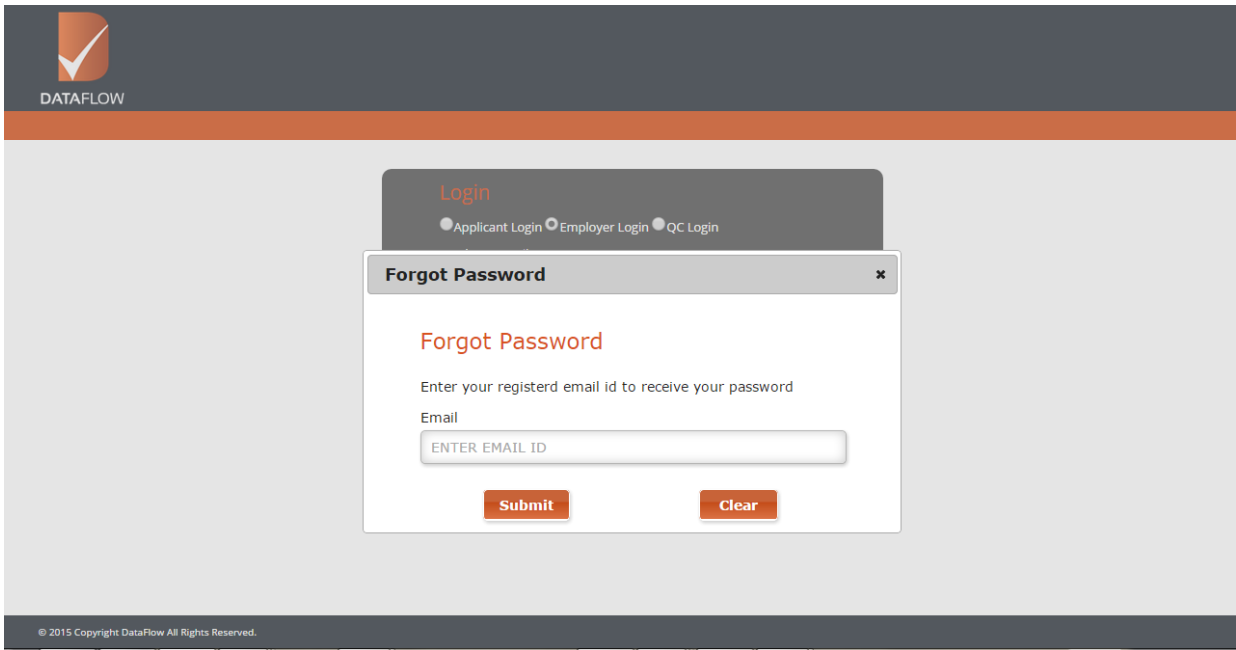 DATAFLOW
Login
Applicant Login Employer Login QC Login
Forgot Password
Forgot Password
Enter your registerd email id to receive your password
Email
ENTER EMAIL ID
Submit Clear
© 2015 Copyright DataFlow All Rights Reserved.